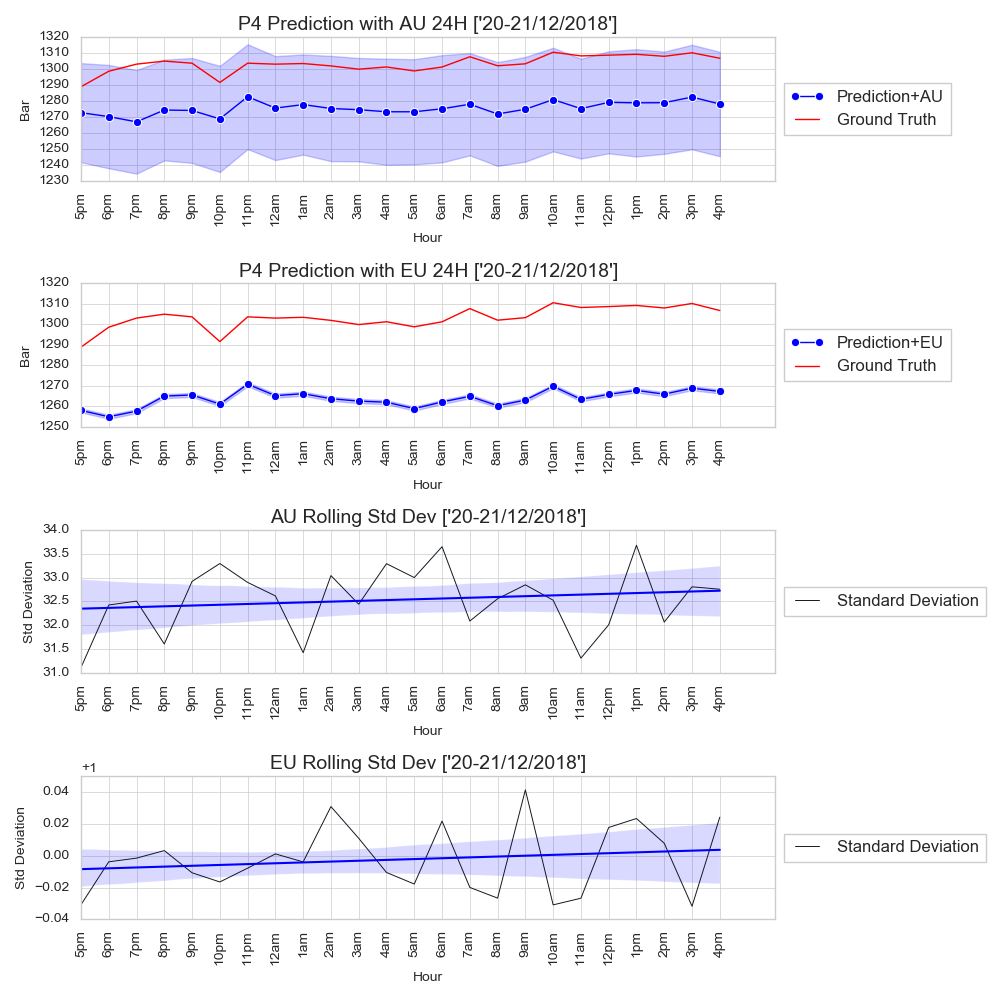 P4 Prediction with AU 24H ['20-21/12/2018']
1320
1310
1300
1290
1280
1270
1260
1250
1240
1230
Bar
5pm 6pm 7pm 8pm 9pm 10pm 11pm 12am 1am 2am 3am 4am 5am 6am 7am 8am 9am 10am 11am 12pm 1pm 2pm 3pm 4pm
Hour
Prediction+AU
Ground Truth
P4 Prediction with EU 24H ['20-21/12/2018']
1320
1310
1300
1290
1280
1270
1260
1250
Bar
5pm 6pm 7pm 8pm 9pm 10pm 11pm 12am 1am 2am 3am 4am 5am 6am 7am 8am 9am 10am 11am 12pm 1pm 2pm 3pm 4pm
Hour
Prediction+EU
Ground Truth
AU Rolling Std Dev ['20-21/12/2018']
34.0
33.5
33.0
32.5
32.0
31.5
31.0
Std Deviation
5pm 6pm 7pm 8pm 9pm 10pm 11pm 12am 1am 2am 3am 4am 5am 6am 7am 8am 9am 10am 11am 12pm 1pm 2pm 3pm 4pm
Hour
Standard Deviation
EU Rolling Std Dev ['20-21/12/2018']
+1
0.04
0.02
0.00
−0.02
−0.04
Std Deviation
5pm 6pm 7pm 8pm 9pm 10pm 11pm 12am 1am 2am 3am 4am 5am 6am 7am 8am 9am 10am 11am 12pm 1pm 2pm 3pm 4pm
Hour
Standard Deviation